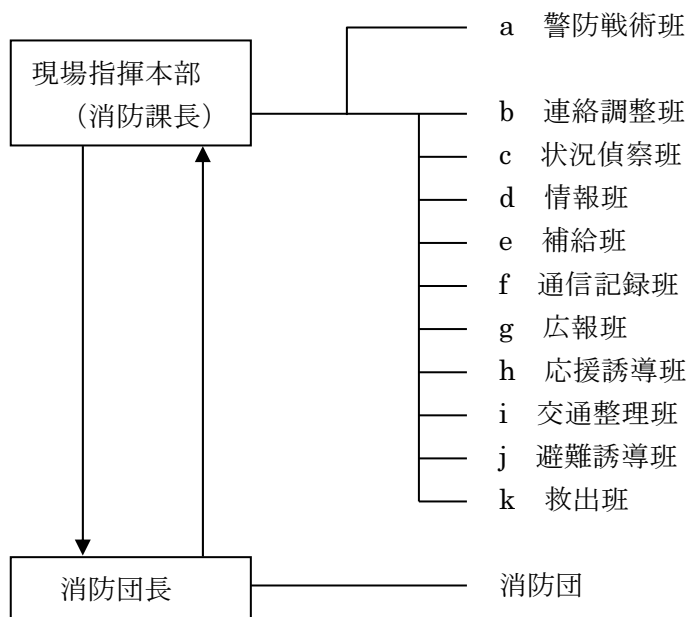 a 警防戦術班
現場指揮本部
（消防課長）
b 連絡調整班
c 状況偵察班
d 情報班
e 補給班
f 通信記録班
g 広報班
h 応援誘導班
i 交通整理班
j 避難誘導班
k 救出班
消防団長
消防団